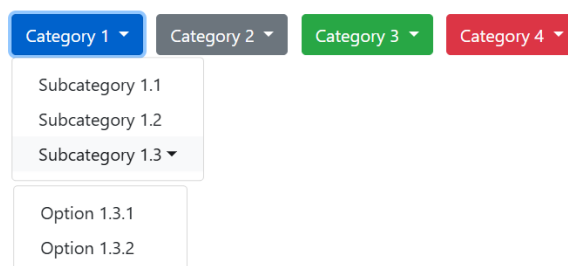 Category 1 Category 2 Category 3 Category 4
Subcategory 1.1
Subcategory 1.2
Subcategory 1.3
Option 1.3.1
Option 1.3.2